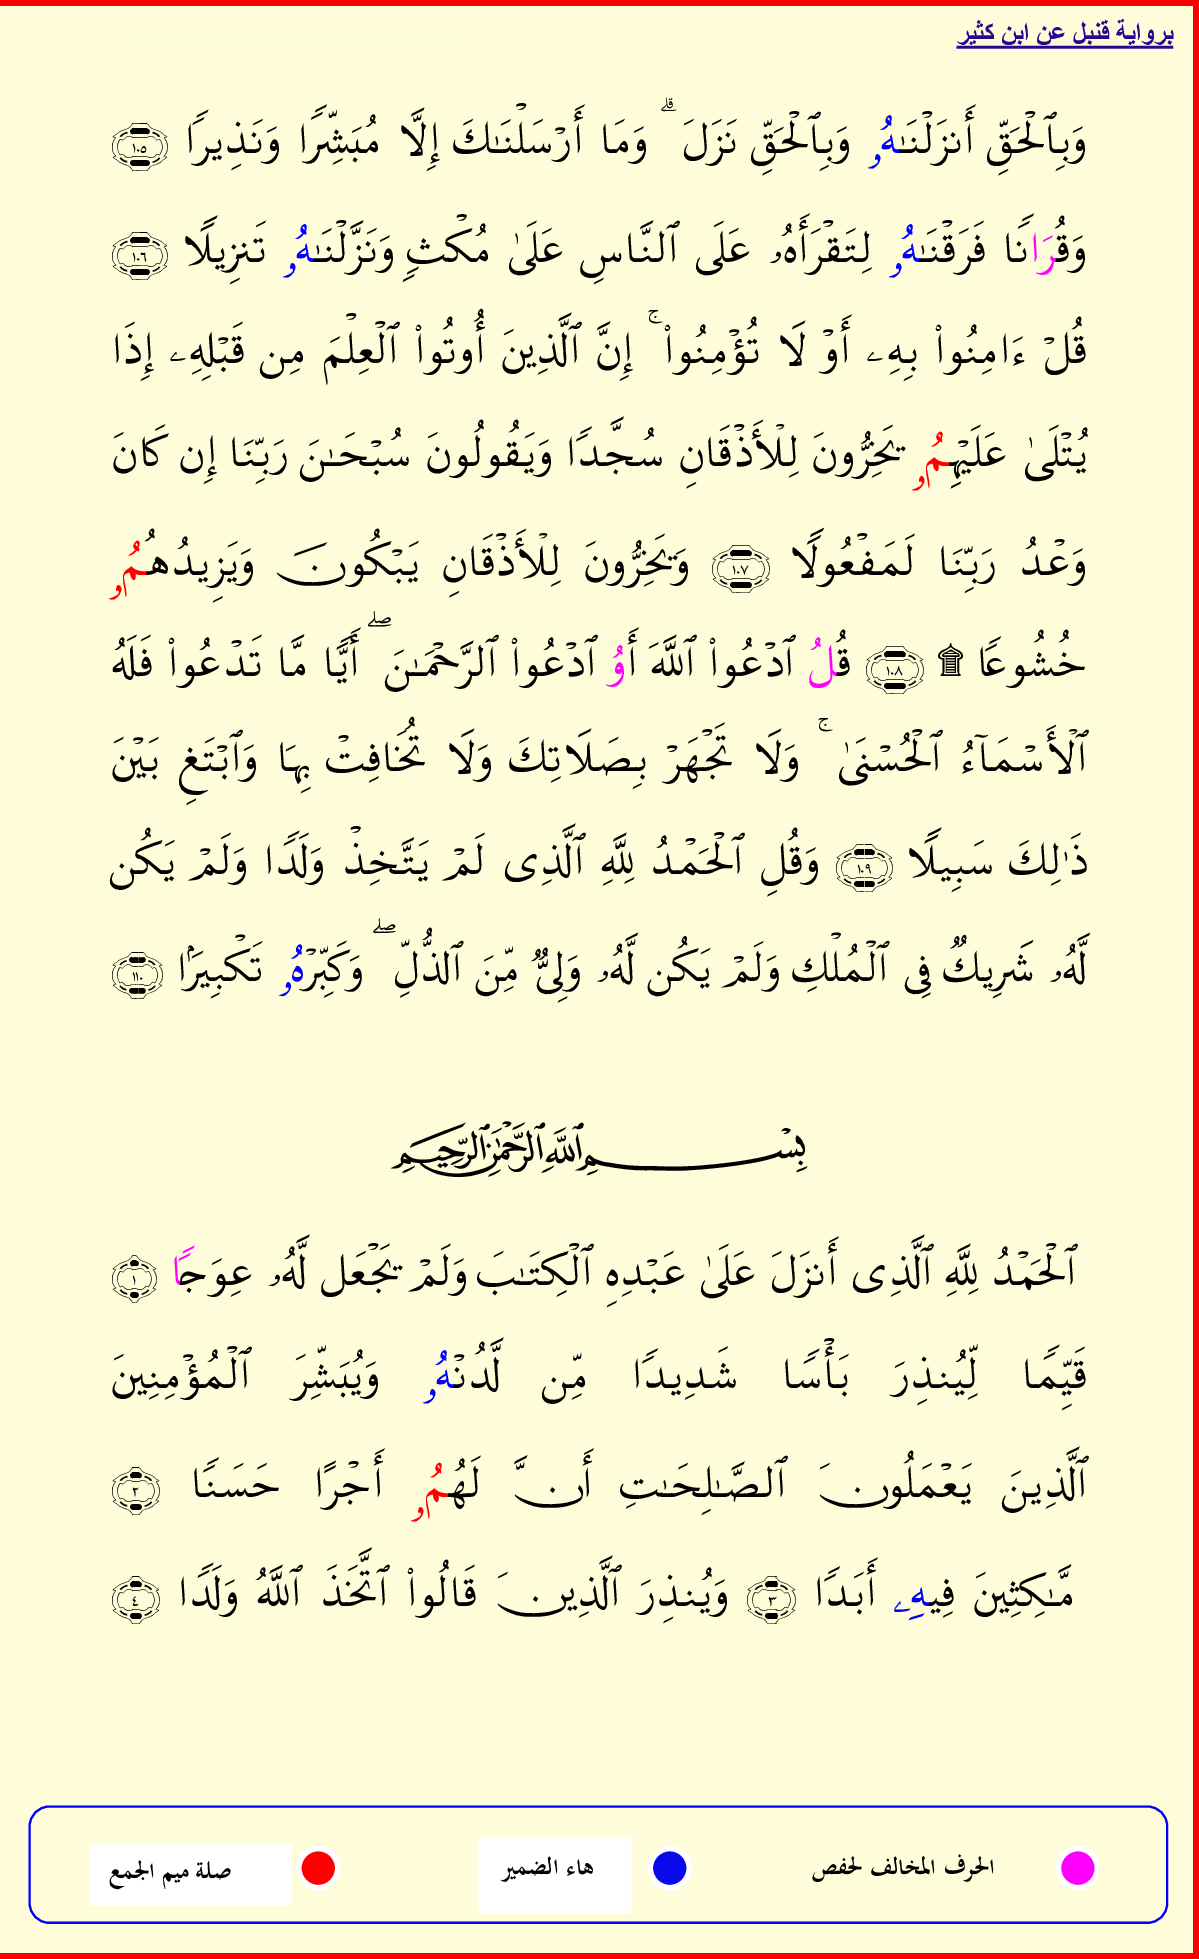 برواية قنبل عن ابن كثير
وَبِٱلْحَقِّ أَنزَلْنَـٰهُۥ وَبِٱلْحَقِّ نَزَلَ ۗ وَمَا أَرْسَلْنَـٰكَ إِلَّا مُبَشِّرًا وَنَذِيرًا ١٠٥
وَقُرَانًا فَرَقْنَـٰهُۥ لِتَقْرَأَهُۥ عَلَى ٱلنَّاسِ عَلَىٰ مُكْثٍ وَنَزَّلْنَـٰهُۥ تَنزِيلًا ١٠٦
قُلْ ءَامِنُوا۟ بِهِۦ أَوْ لَا تُؤْمِنُوا۟ ۚ إِنَّ ٱلَّذِينَ أُوتُوا۟ ٱلْعِلْمَ مِن قَبْلِهِۦ إِذَا
يُتْلَىٰ عَلَيْهِمُۥ يَخِرُّونَ لِلْأَذْقَانِ سُجَّدًا وَيَقُولُونَ سُبْحَـٰنَ رَبِّنَا إِن كَانَ
وَعْدُ رَبِّنَا لَمَفْعُولًا ١٠٧ وَيَخِرُّونَ لِلْأَذْقَانِ يَبْكُونَ وَيَزِيدُهُمُۥ
خُشُوعًا ۩ ١٠٨ قُلُ ٱدْعُوا۟ ٱللَّهَ أَوُ ٱدْعُوا۟ ٱلرَّحْمَـٰنَ ۖ أَيًّا مَّا تَدْعُوا۟ فَلَهُ
ٱلْأَسْمَآءُ ٱلْحُسْنَىٰ ۚ وَلَا تَجْهَرْ بِصَلَاتِكَ وَلَا تُخَافِتْ بِهَا وَٱبْتَغِ بَيْنَ
ذَٰلِكَ سَبِيلًا ١٠٩ وَقُلِ ٱلْحَمْدُ لِلَّهِ ٱلَّذِى لَمْ يَتَّخِذْ وَلَدًا وَلَمْ يَكُن
لَّهُۥ شَرِيكٌ فِى ٱلْمُلْكِ وَلَمْ يَكُن لَّهُۥ وَلِىٌّ مِّنَ ٱلذُّلِّ ۖ وَكَبِّرْهُۥ تَكْبِيرًۢا ١١٠
بِسْمِ ٱللَّهِ ٱلرَّحْمَـٰنِ ٱلرَّحِيمِ
ٱلْحَمْدُ لِلَّهِ ٱلَّذِى أَنزَلَ عَلَىٰ عَبْدِهِ ٱلْكِتَـٰبَ وَلَمْ يَجْعَل لَّهُۥ عِوَجًا ١
قَيِّمًا لِّيُنذِرَ بَأْسًا شَدِيدًا مِّن لَّدُنْهُۥ وَيُبَشِّرَ ٱلْمُؤْمِنِينَ
ٱلَّذِينَ يَعْمَلُونَ ٱلصَّـٰلِحَـٰتِ أَنَّ لَهُمُۥ أَجْرًا حَسَنًا ٢
مَّـٰكِثِينَ فِيهِۦ أَبَدًا ٣ وَيُنذِرَ ٱلَّذِينَ قَالُوا۟ ٱتَّخَذَ ٱللَّهُ وَلَدًا ٤
الحرف المخالف لحفص هاء الضمير صلة ميم الجمع